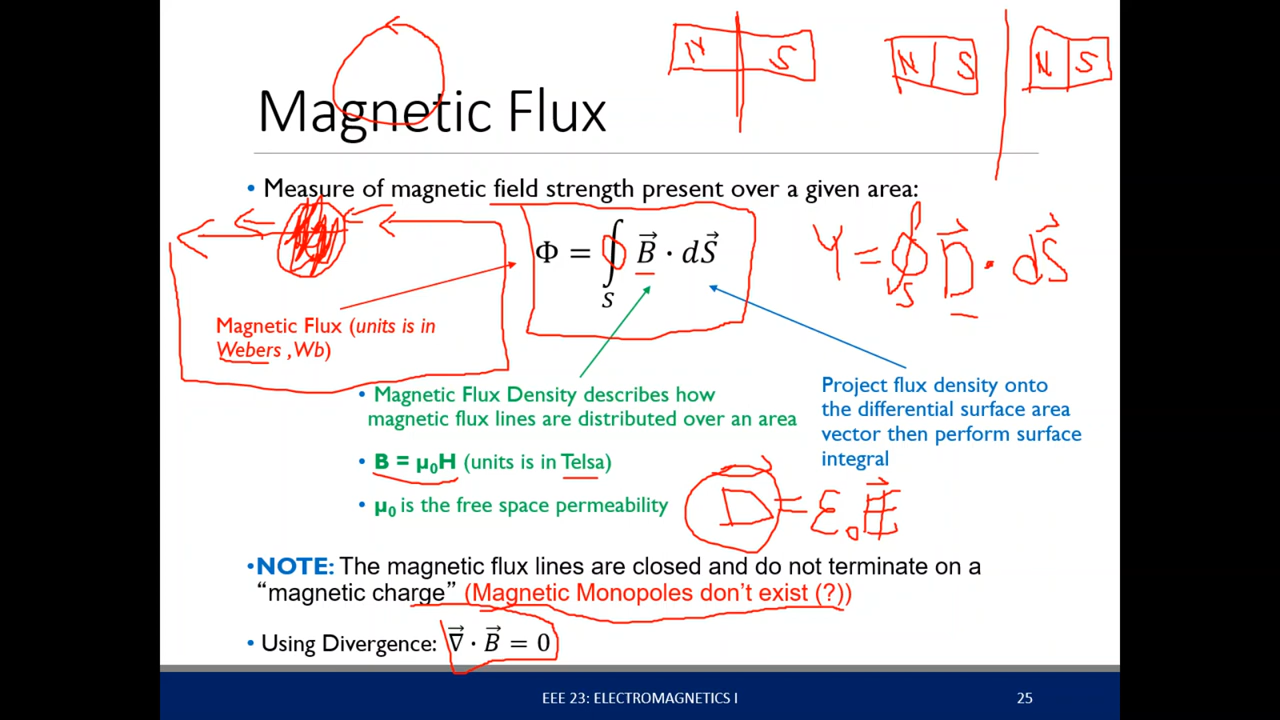 N S
N S
N S
Magnetic Flux
• Measure of magnetic field strength present over a given area:
Φ = ∫ B⃗ · dS⃗
S
Ψ = ∮ D⃗ · dS⃗
S
Magnetic Flux (units is in
Webers ,Wb)
• Magnetic Flux Density describes how
magnetic flux lines are distributed over an area
• B = μ₀H (units is in Telsa)
• μ₀ is the free space permeability
Project flux density onto
the differential surface area
vector then perform surface
integral
D⃗ = ε₀E⃗
•NOTE: The magnetic flux lines are closed and do not terminate on a
“magnetic charge” (Magnetic Monopoles don’t exist (?))
• Using Divergence: ∇⃗ · B⃗ = 0
EEE 23: ELECTROMAGNETICS I
25